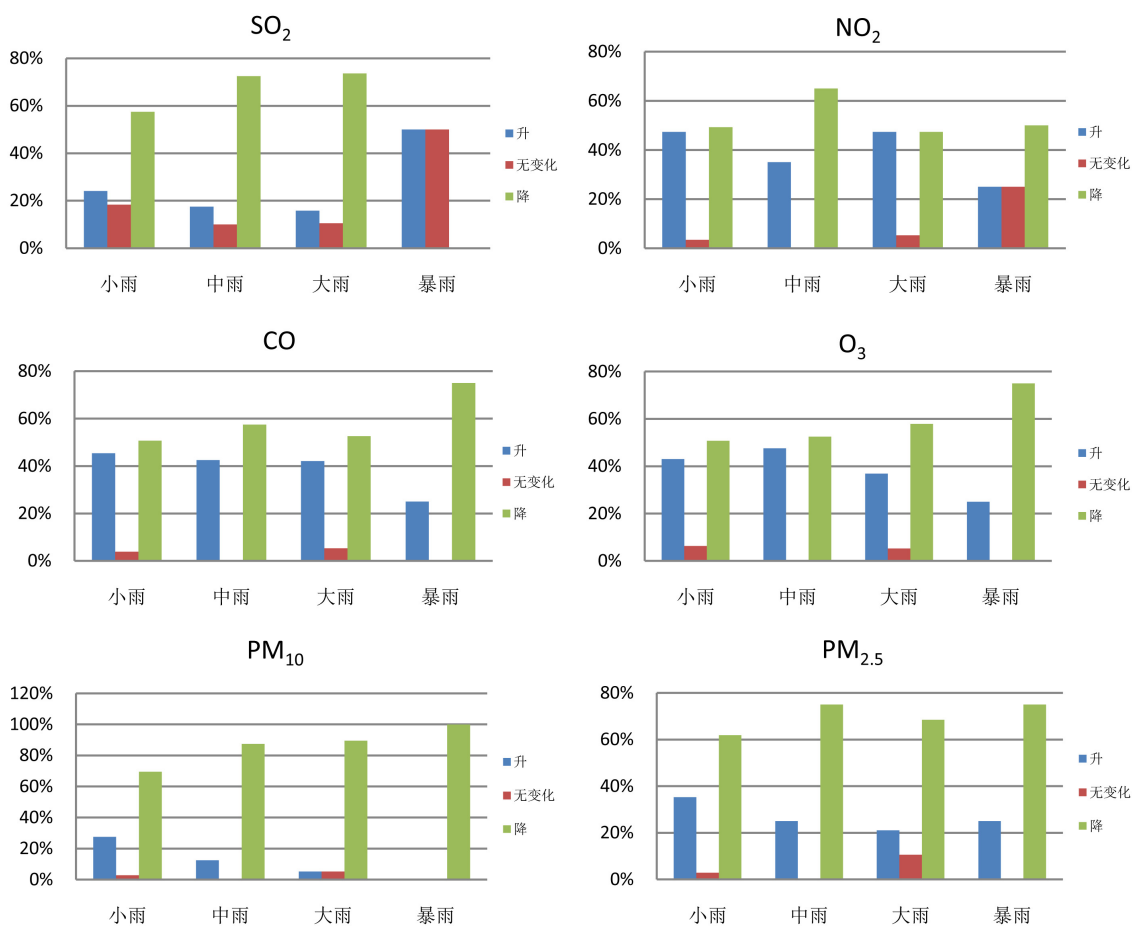 SO₂
80%
60%
40%
20%
0%
小雨 中雨 大雨 暴雨
升
无变化
降
NO₂
80%
60%
40%
20%
0%
小雨 中雨 大雨 暴雨
升
无变化
降
CO
80%
60%
40%
20%
0%
小雨 中雨 大雨 暴雨
升
无变化
降
O₃
80%
60%
40%
20%
0%
小雨 中雨 大雨 暴雨
升
无变化
降
PM₁₀
120%
100%
80%
60%
40%
20%
0%
小雨 中雨 大雨 暴雨
升
无变化
降
PM₂.₅
80%
60%
40%
20%
0%
小雨 中雨 大雨 暴雨
升
无变化
降